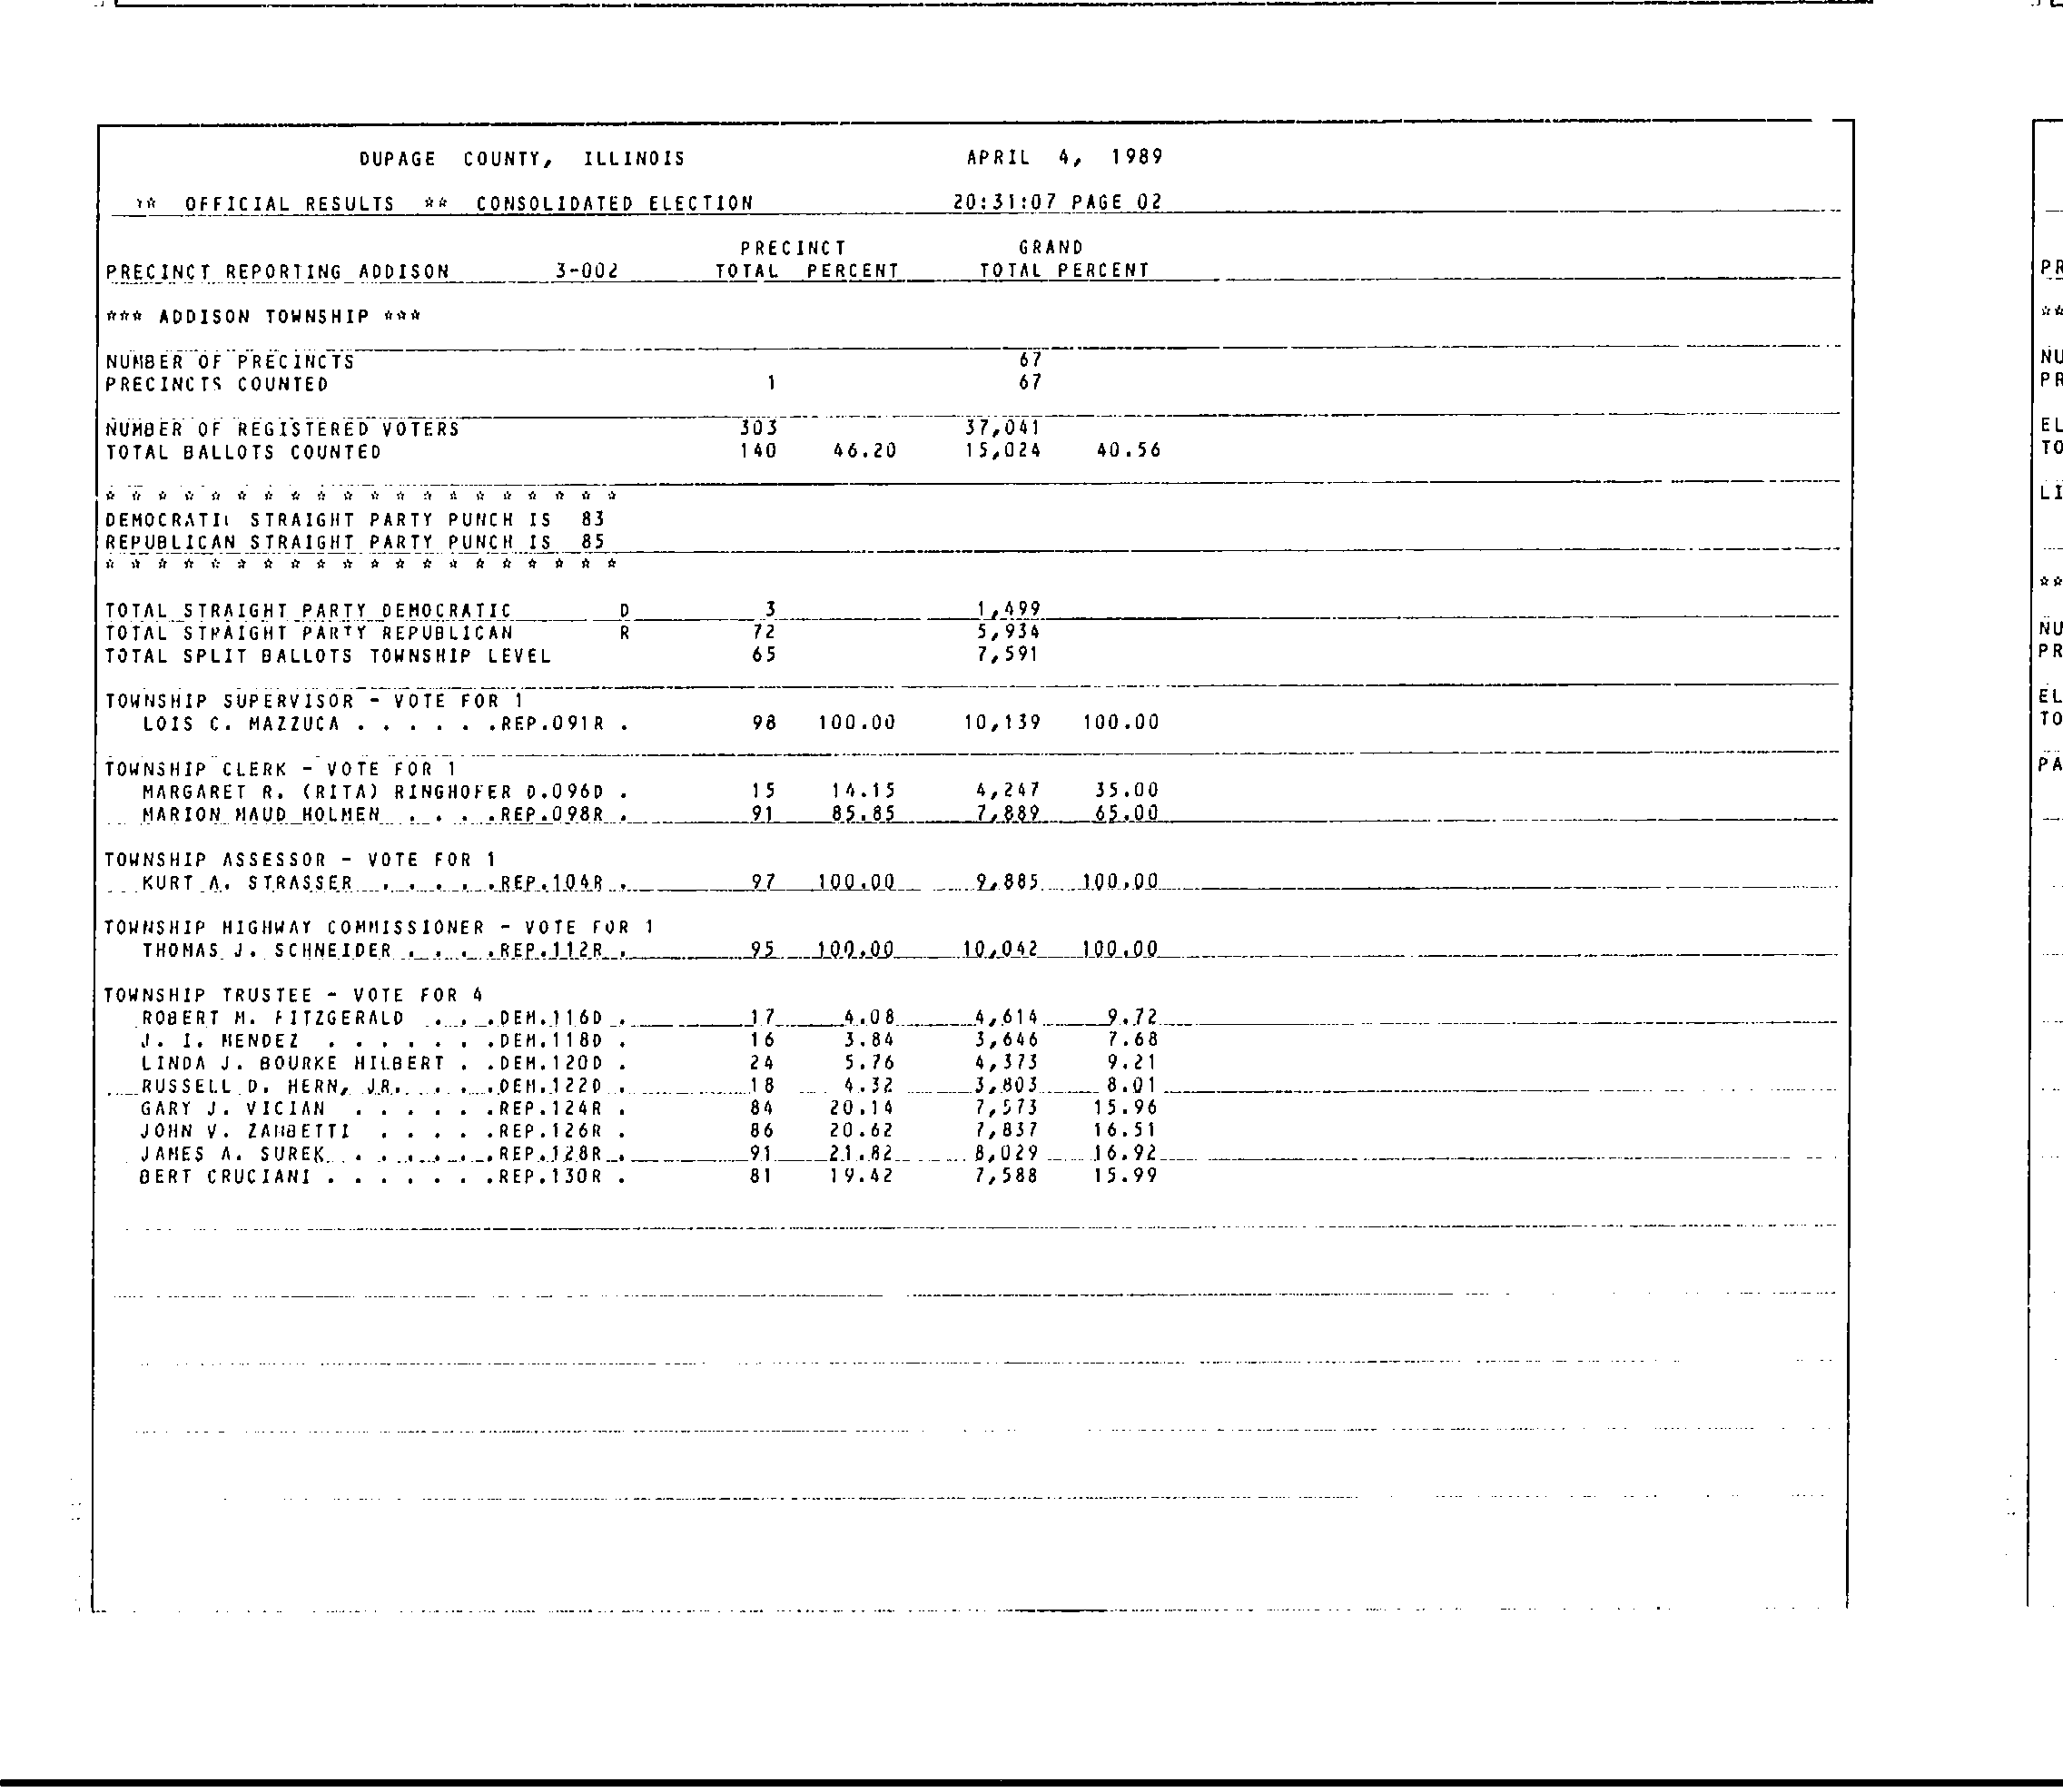 DUPAGE COUNTY, ILLINOIS APRIL 4, 1989
** OFFICIAL RESULTS ** CONSOLIDATED ELECTION 20:31:07 PAGE 02
PRECINCT GRAND
PRECINCT REPORTING ADDISON 3-002 TOTAL PERCENT TOTAL PERCENT
*** ADDISON TOWNSHIP ***
NUMBER OF PRECINCTS 67
PRECINCTS COUNTED 1 67
NUMBER OF REGISTERED VOTERS 303 37,041
TOTAL BALLOTS COUNTED 140 46.20 15,024 40.56
* * * * * * * * * * * * * * * * * * * *
DEMOCRATIC STRAIGHT PARTY PUNCH IS 83
REPUBLICAN STRAIGHT PARTY PUNCH IS 85
* * * * * * * * * * * * * * * * * * * *
TOTAL STRAIGHT PARTY DEMOCRATIC D 3 1,499
TOTAL STRAIGHT PARTY REPUBLICAN R 72 5,934
TOTAL SPLIT BALLOTS TOWNSHIP LEVEL 65 7,591
TOWNSHIP SUPERVISOR - VOTE FOR 1
LOIS C. MAZZUCA . . . . . .REP.091R . 98 100.00 10,139 100.00
TOWNSHIP CLERK - VOTE FOR 1
MARGARET R. (RITA) RINGHOFER D.096D . 15 14.15 4,247 35.00
MARION MAUD HOLMEN . . . .REP.098R . 91 85.85 7,889 65.00
TOWNSHIP ASSESSOR - VOTE FOR 1
KURT A. STRASSER . . . . .REP.104R . 97 100.00 9,885 100.00
TOWNSHIP HIGHWAY COMMISSIONER - VOTE FOR 1
THOMAS J. SCHNEIDER . . . .REP.112R . 95 100.00 10,042 100.00
TOWNSHIP TRUSTEE - VOTE FOR 4
ROBERT M. FITZGERALD . . .DEM.116D . 17 4.08 4,614 9.72
J. I. MENDEZ . . . . . . .DEM.118D . 16 3.84 3,646 7.68
LINDA J. BOURKE HILBERT . .DEM.120D . 24 5.76 4,373 9.21
RUSSELL D. HERN, JR. . . .DEM.122D . 18 4.32 3,803 8.01
GARY J. VICIAN . . . . . .REP.124R . 84 20.14 7,573 15.96
JOHN V. ZAMBETTI . . . . .REP.126R . 86 20.62 7,837 16.51
JAMES A. SUREK . . . . . .REP.128R . 91 21.82 8,029 16.92
BERT CRUCIANI . . . . . . .REP.130R . 81 19.42 7,588 15.99
PR
**
NU
PR
EL
TO
LI
**
NU
PR
EL
TO
PA